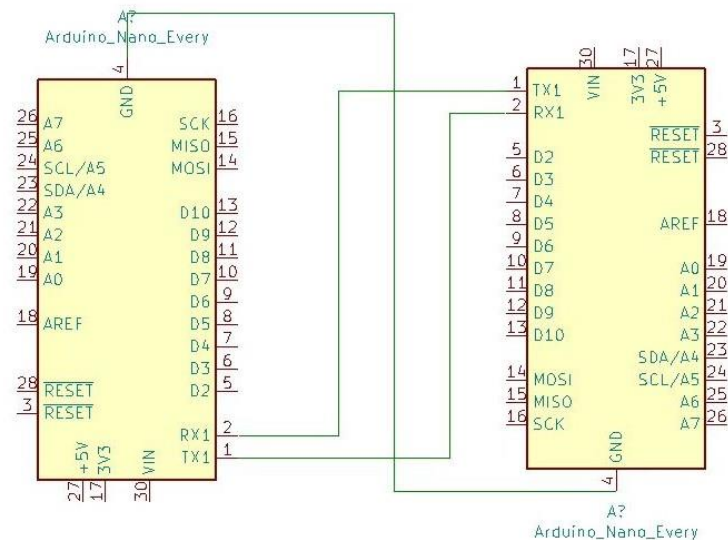 A?
Arduino_Nano_Every
4
GND
26 A7
25 A6
24 SCL/A5
23 SDA/A4
22 A3
21 A2
20 A1
19 A0
18 AREF
28 RESET
3 RESET
SCK 16
MISO 15
MOSI 14
D10 13
D9 12
D8 11
D7 10
D6 9
D5 8
D4 7
D3 6
D2 5
RX1 2
TX1 1
+5V 27
3V3 17
VIN 30
30 VIN
17 3V3
27 +5V
1 TX1
2 RX1
5 D2
6 D3
7 D4
8 D5
9 D6
10 D7
11 D8
12 D9
13 D10
14 MOSI
15 MISO
16 SCK
RESET 3
RESET 28
AREF 18
A0 19
A1 20
A2 21
A3 22
SDA/A4 23
SCL/A5 24
A6 25
A7 26
GND
4
A?
Arduino_Nano_Every